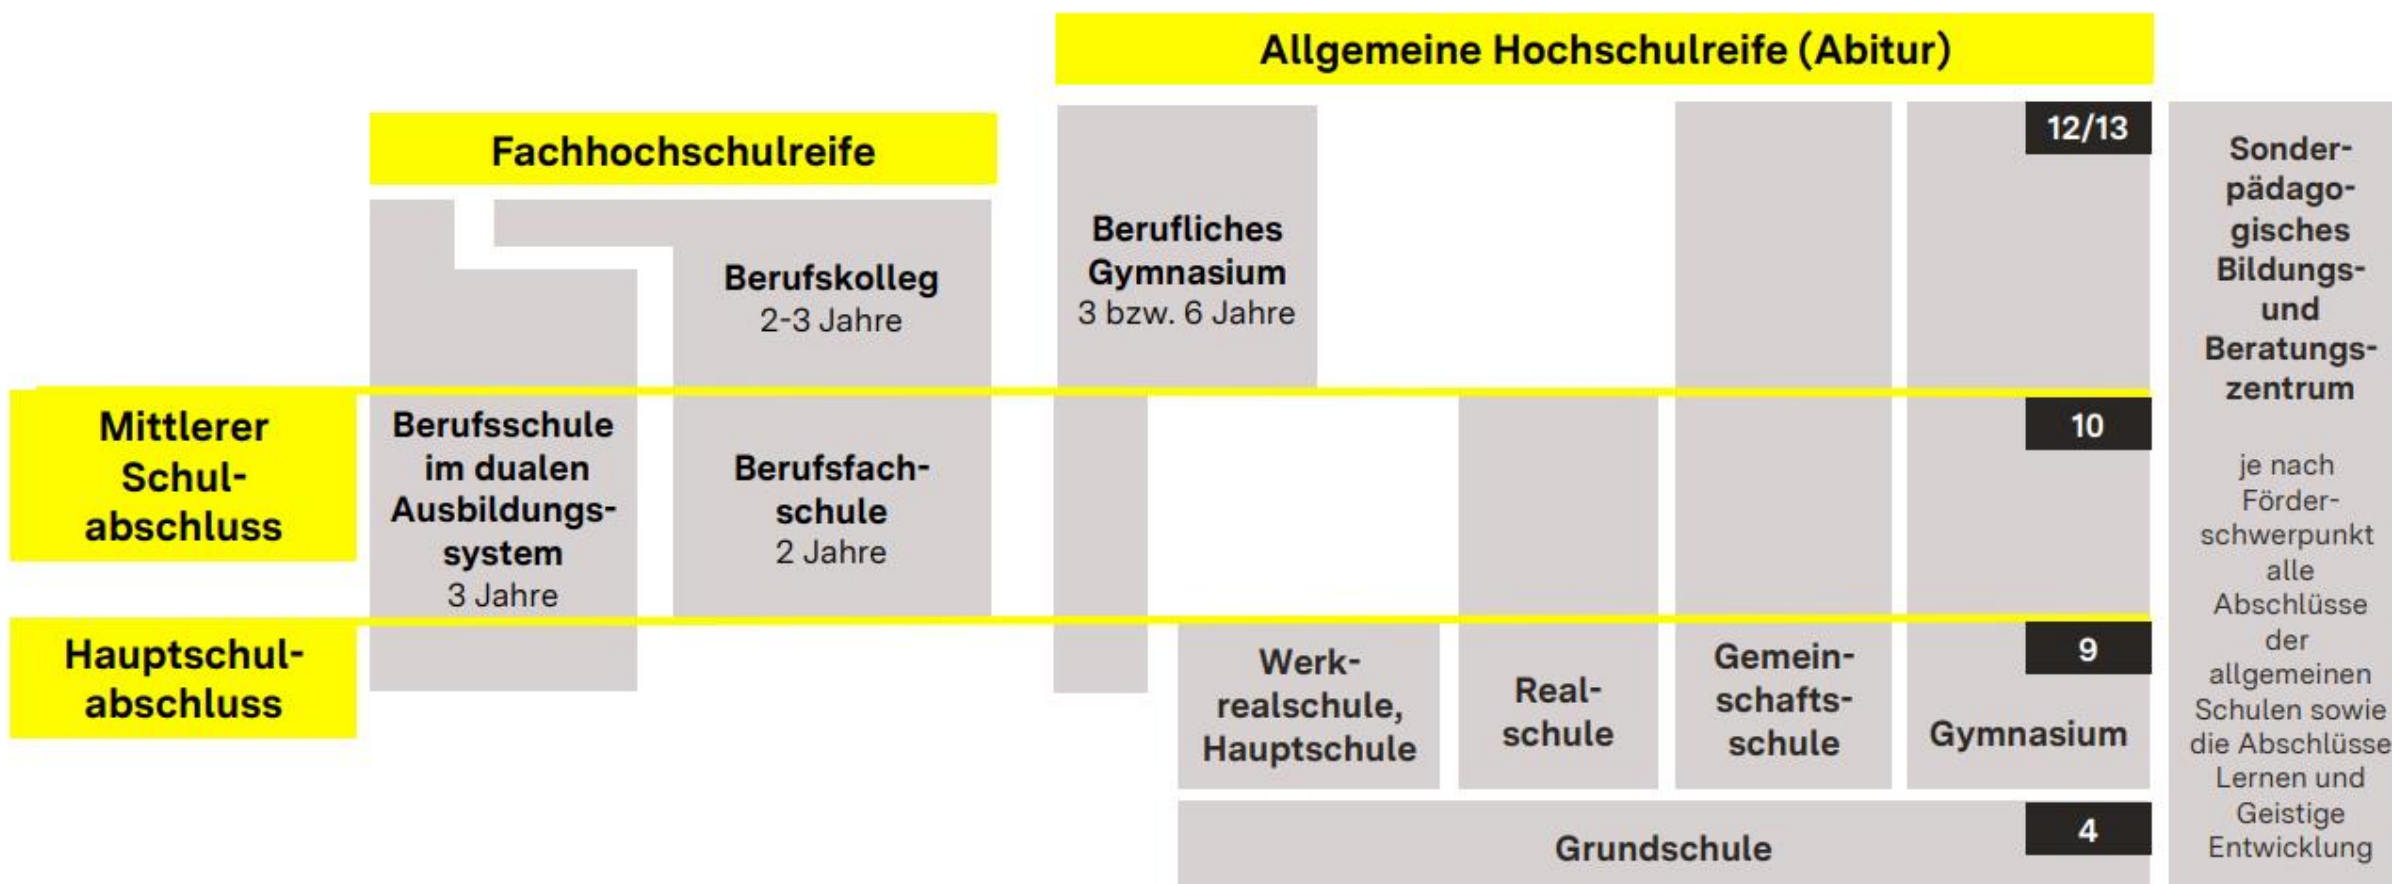 Allgemeine Hochschulreife (Abitur)
12/13
Fachhochschulreife
Berufskolleg
2-3 Jahre
Berufliches
Gymnasium
3 bzw. 6 Jahre
Mittlerer
Schul-
abschluss
Berufsschule
im dualen
Ausbildungs-
system
3 Jahre
Berufsfach-
schule
2 Jahre
10
Hauptschul-
abschluss
Werk-
realschule,
Hauptschule
Real-
schule
Gemein-
schafts-
schule
9
Gymnasium
Grundschule
4
Sonder-
pädago-
gisches
Bildungs-
und
Beratungs-
zentrum
je nach
Förder-
schwerpunkt
alle
Abschlüsse
der
allgemeinen
Schulen sowie
die Abschlüsse
Lernen und
Geistige
Entwicklung